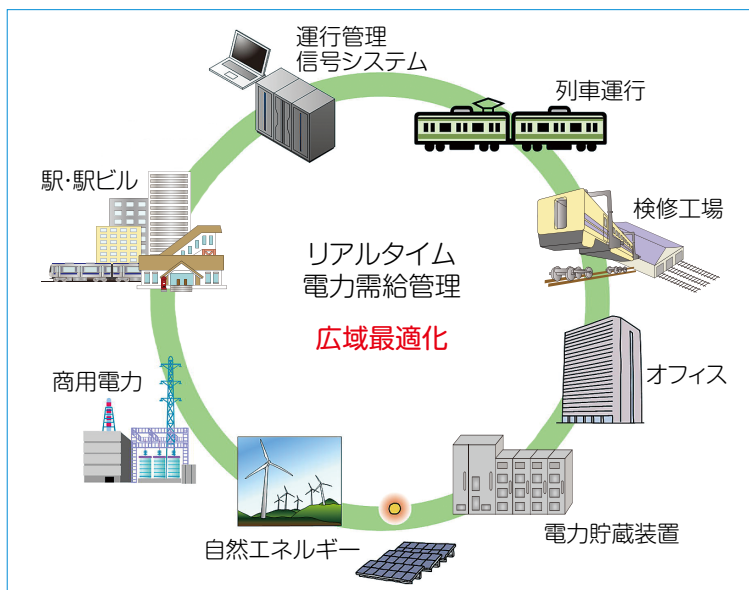 運行管理
信号システム
列車運行
駅・駅ビル
検修工場
リアルタイム
電力需給管理
広域最適化
オフィス
商用電力
電力貯蔵装置
自然エネルギー